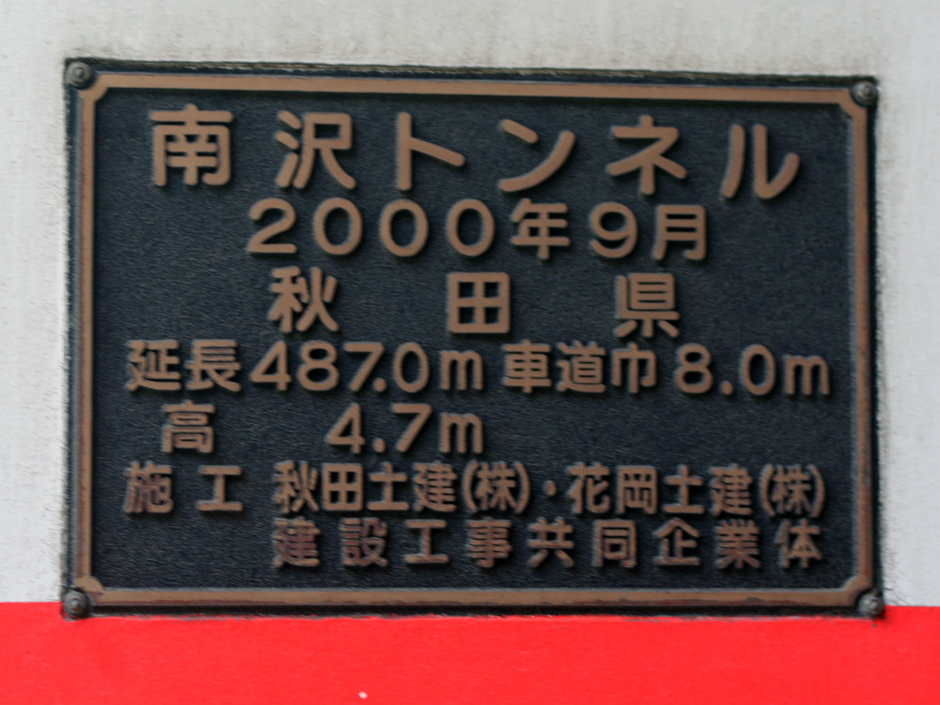 南沢トンネル
2000年9月
秋田県
延長487.0m 車道巾8.0m
高 4.7m
施工 秋田土建(株)・花岡土建(株)
建設工事共同企業体